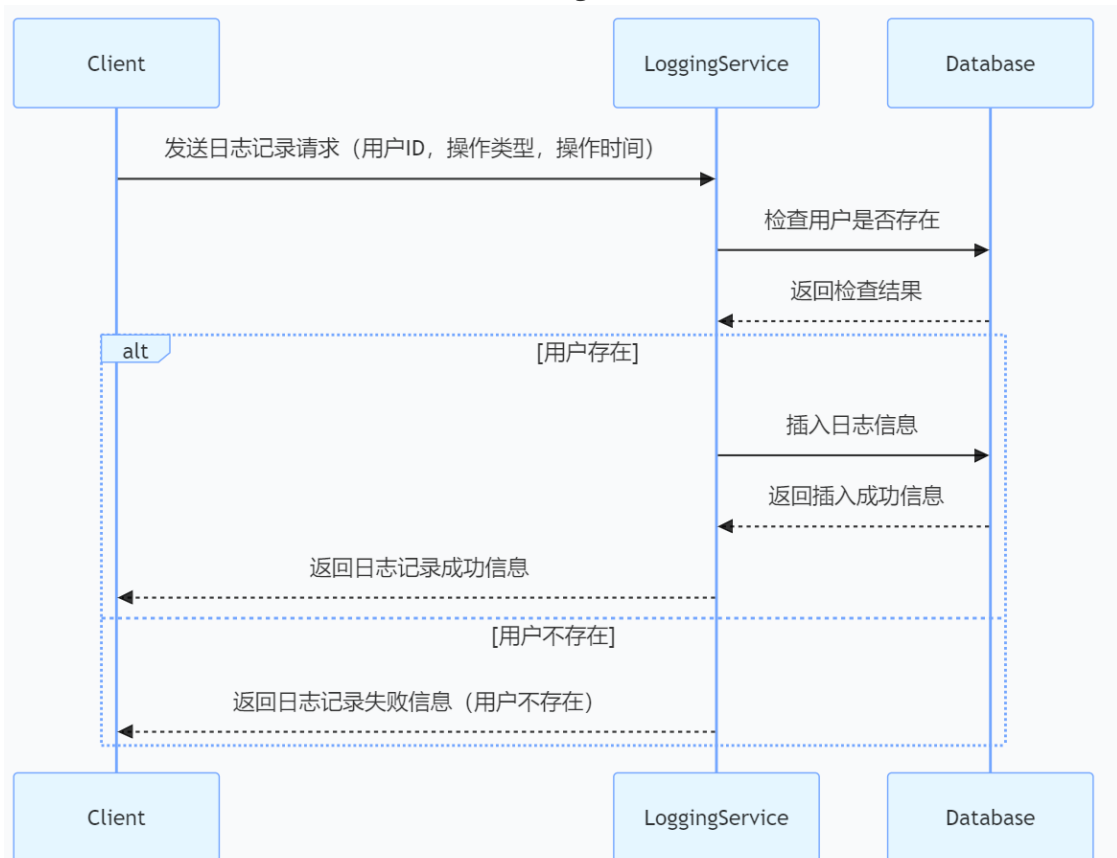 Client
LoggingService
Database
发送日志记录请求（用户ID，操作类型，操作时间）
检查用户是否存在
返回检查结果
alt
[用户存在]
插入日志信息
返回插入成功信息
返回日志记录成功信息
[用户不存在]
返回日志记录失败信息（用户不存在）
Client
LoggingService
Database